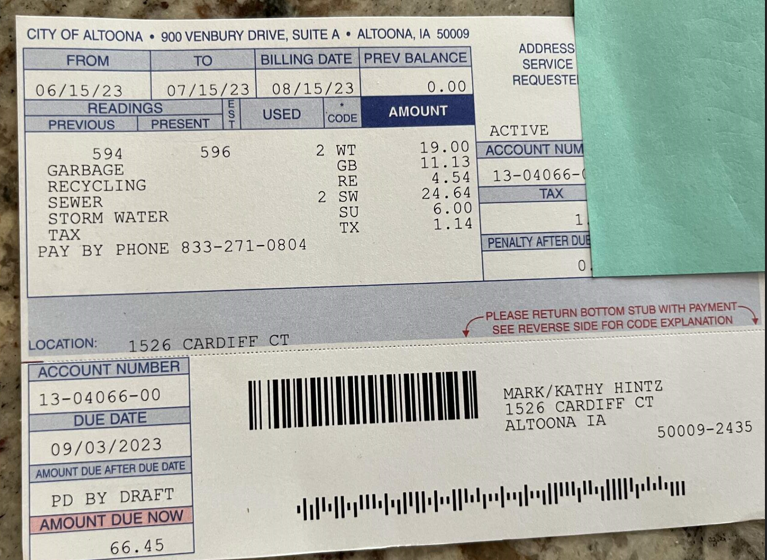 CITY OF ALTOONA • 900 VENBURY DRIVE, SUITE A • ALTOONA, IA 50009
FROM TO BILLING DATE PREV BALANCE
06/15/23 07/15/23 08/15/23 0.00
READINGS EST USED * CODE AMOUNT
PREVIOUS PRESENT
594 596 2 WT 19.00
GARBAGE GB 11.13
RECYCLING RE 4.54
SEWER 2 SW 24.64
STORM WATER SU 6.00
TAX TX 1.14
PAY BY PHONE 833-271-0804
ADDRESS
SERVICE
REQUESTE
ACTIVE
ACCOUNT NUM
13-04066-0
TAX
1.
PENALTY AFTER DUE
0.
PLEASE RETURN BOTTOM STUB WITH PAYMENT
SEE REVERSE SIDE FOR CODE EXPLANATION
LOCATION: 1526 CARDIFF CT
ACCOUNT NUMBER
13-04066-00
DUE DATE
09/03/2023
AMOUNT DUE AFTER DUE DATE
PD BY DRAFT
AMOUNT DUE NOW
66.45
MARK/KATHY HINTZ
1526 CARDIFF CT
ALTOONA IA
50009-2435